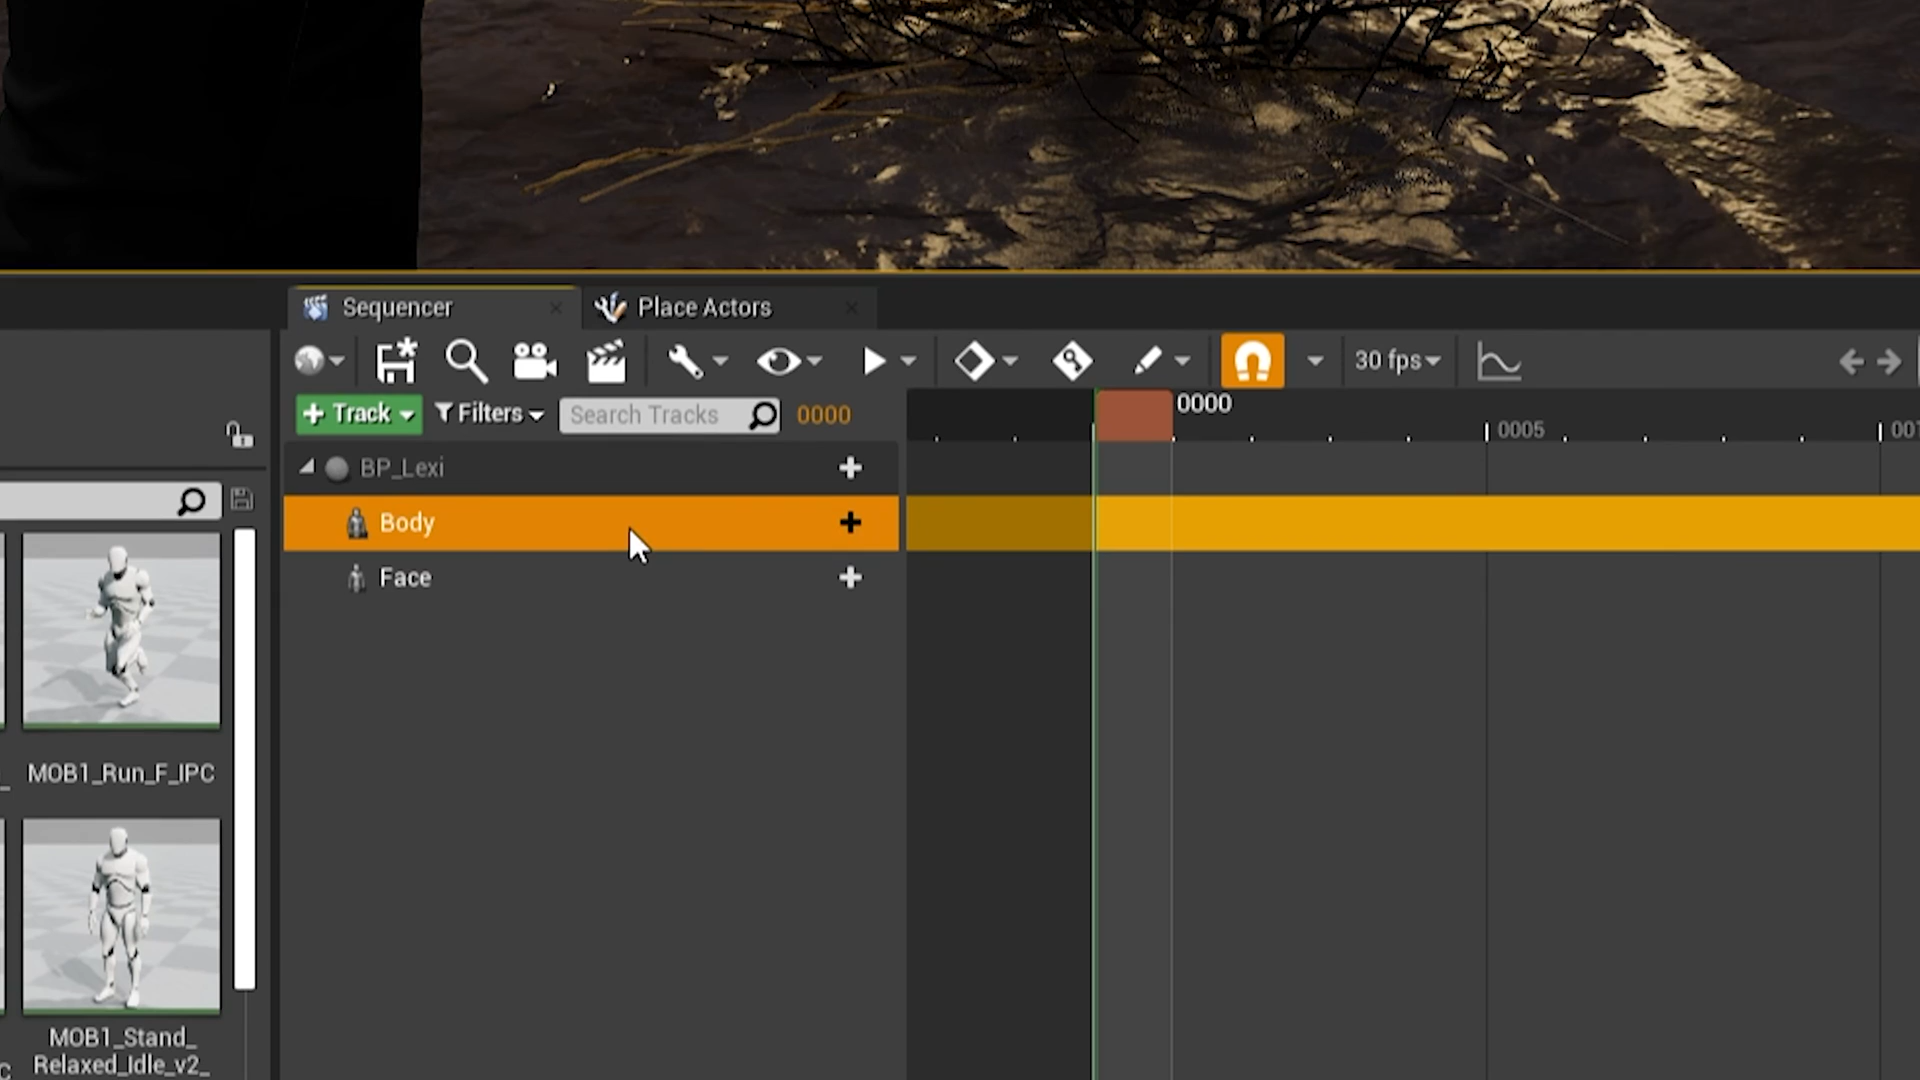 Sequencer
Place Actors
30 fps
Track
Filters
Search Tracks
0000
0000
0005
BP_Lexi
Body
Face
MOB1_Run_F_IPC
MOB1_Stand_
Relaxed_Idle_v2_